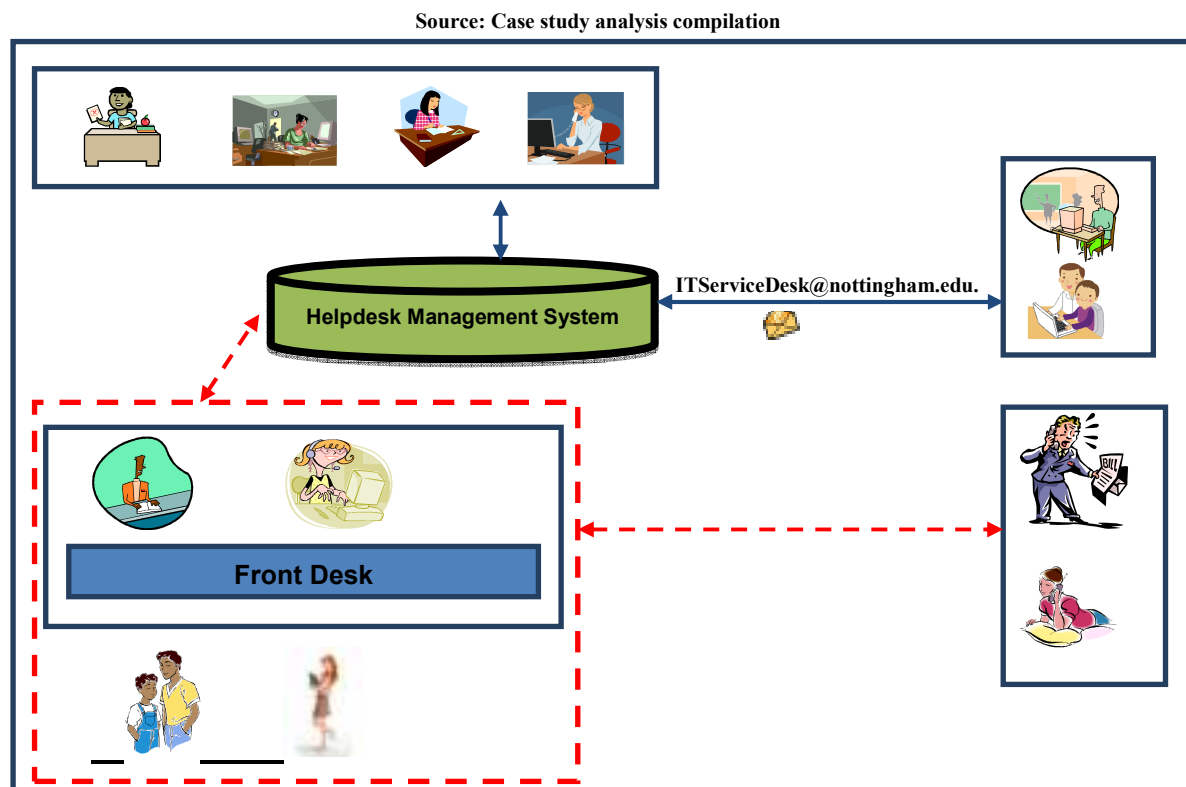 Source: Case study analysis compilation
ITServiceDesk@nottingham.edu.
Helpdesk Management System
BILL
Front Desk